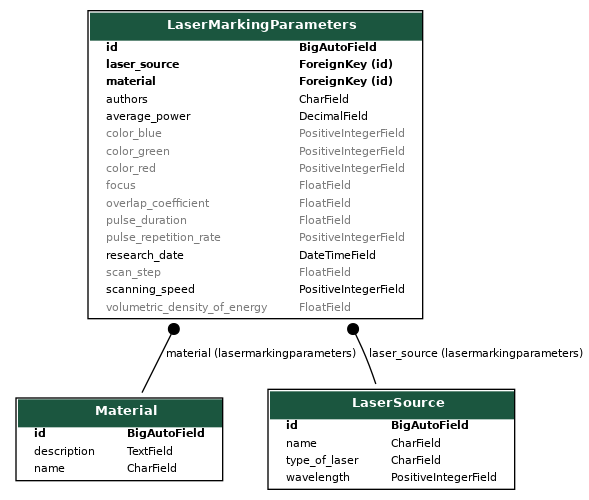 LaserMarkingParameters
id BigAutoField
laser_source ForeignKey (id)
material ForeignKey (id)
authors CharField
average_power DecimalField
color_blue PositiveIntegerField
color_green PositiveIntegerField
color_red PositiveIntegerField
focus FloatField
overlap_coefficient FloatField
pulse_duration FloatField
pulse_repetition_rate PositiveIntegerField
research_date DateTimeField
scan_step FloatField
scanning_speed PositiveIntegerField
volumetric_density_of_energy FloatField
material (lasermarkingparameters)
laser_source (lasermarkingparameters)
Material
id BigAutoField
description TextField
name CharField
LaserSource
id BigAutoField
name CharField
type_of_laser CharField
wavelength PositiveIntegerField